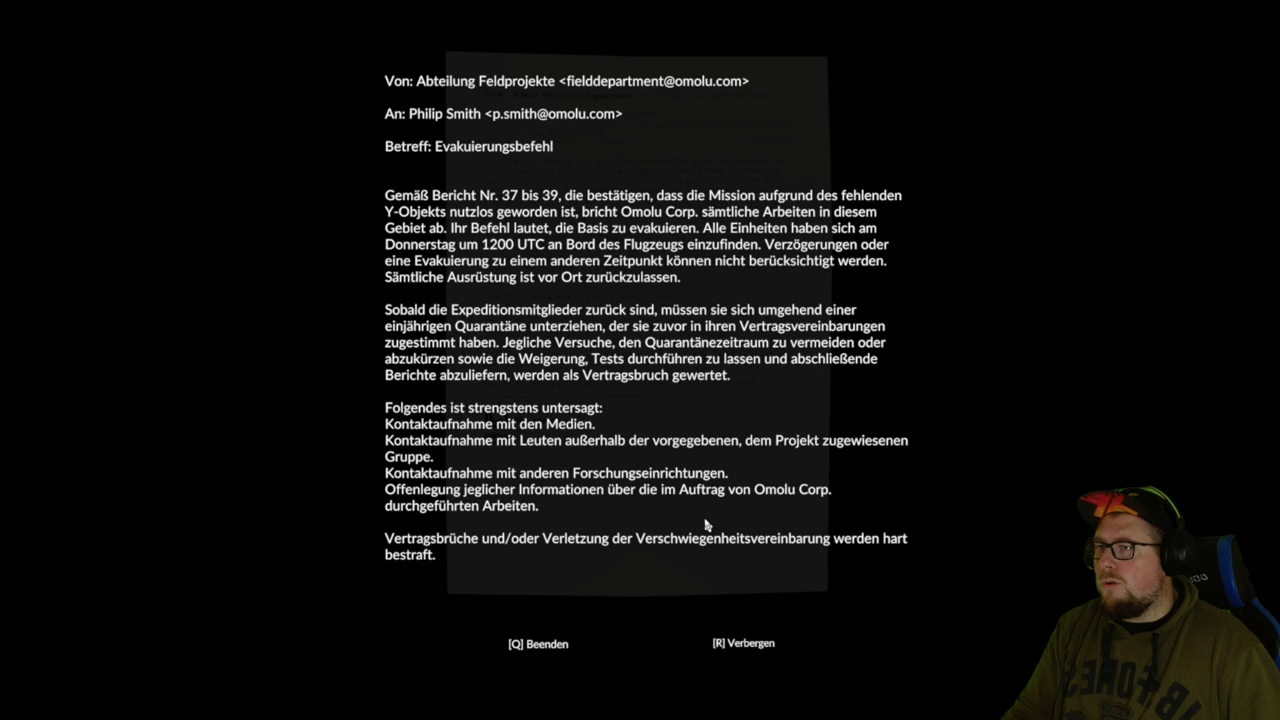 Von: Abteilung Feldprojekte <fielddepartment@omolu.com>
An: Philip Smith <p.smith@omolu.com>
Betreff: Evakuierungsbefehl
Gemäß Bericht Nr. 37 bis 39, die bestätigen, dass die Mission aufgrund des fehlenden
Y-Objekts nutzlos geworden ist, bricht Omolu Corp. sämtliche Arbeiten in diesem
Gebiet ab. Ihr Befehl lautet, die Basis zu evakuieren. Alle Einheiten haben sich am
Donnerstag um 1200 UTC an Bord des Flugzeugs einzufinden. Verzögerungen oder
eine Evakuierung zu einem anderen Zeitpunkt können nicht berücksichtigt werden.
Sämtliche Ausrüstung ist vor Ort zurückzulassen.
Sobald die Expeditionsmitglieder zurück sind, müssen sie sich umgehend einer
einjährigen Quarantäne unterziehen, der sie zuvor in ihren Vertragsvereinbarungen
zugestimmt haben. Jegliche Versuche, den Quarantänezeitraum zu vermeiden oder
abzukürzen sowie die Weigerung, Tests durchführen zu lassen und abschließende
Berichte abzuliefern, werden als Vertragsbruch gewertet.
Folgendes ist strengstens untersagt:
Kontaktaufnahme mit den Medien.
Kontaktaufnahme mit Leuten außerhalb der vorgegebenen, dem Projekt zugewiesenen
Gruppe.
Kontaktaufnahme mit anderen Forschungseinrichtungen.
Offenlegung jeglicher Informationen über die im Auftrag von Omolu Corp.
durchgeführten Arbeiten.
Vertragsbrüche und/oder Verletzung der Verschwiegenheitsvereinbarung werden hart
bestraft.
[Q] Beenden
[R] Verbergen